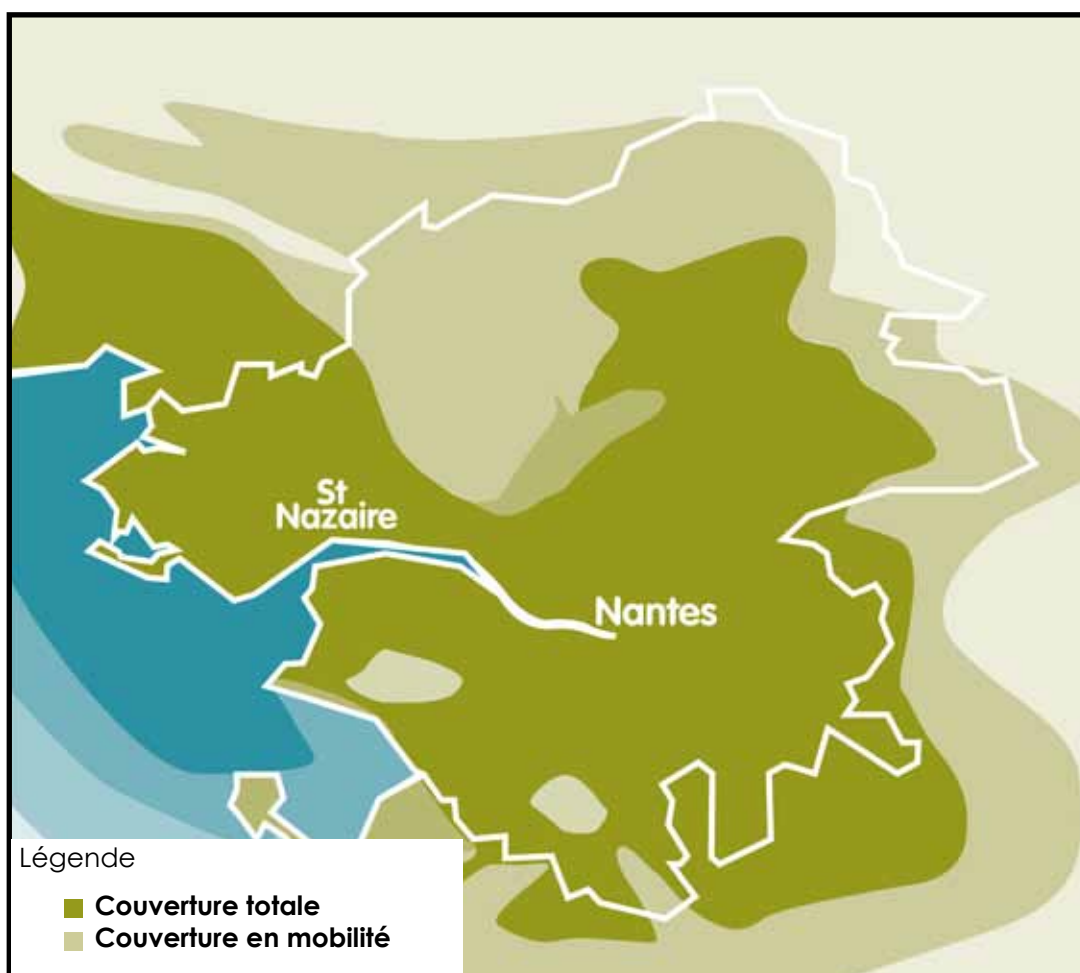 St
Nazaire
Nantes
Légende
Couverture totale
Couverture en mobilité